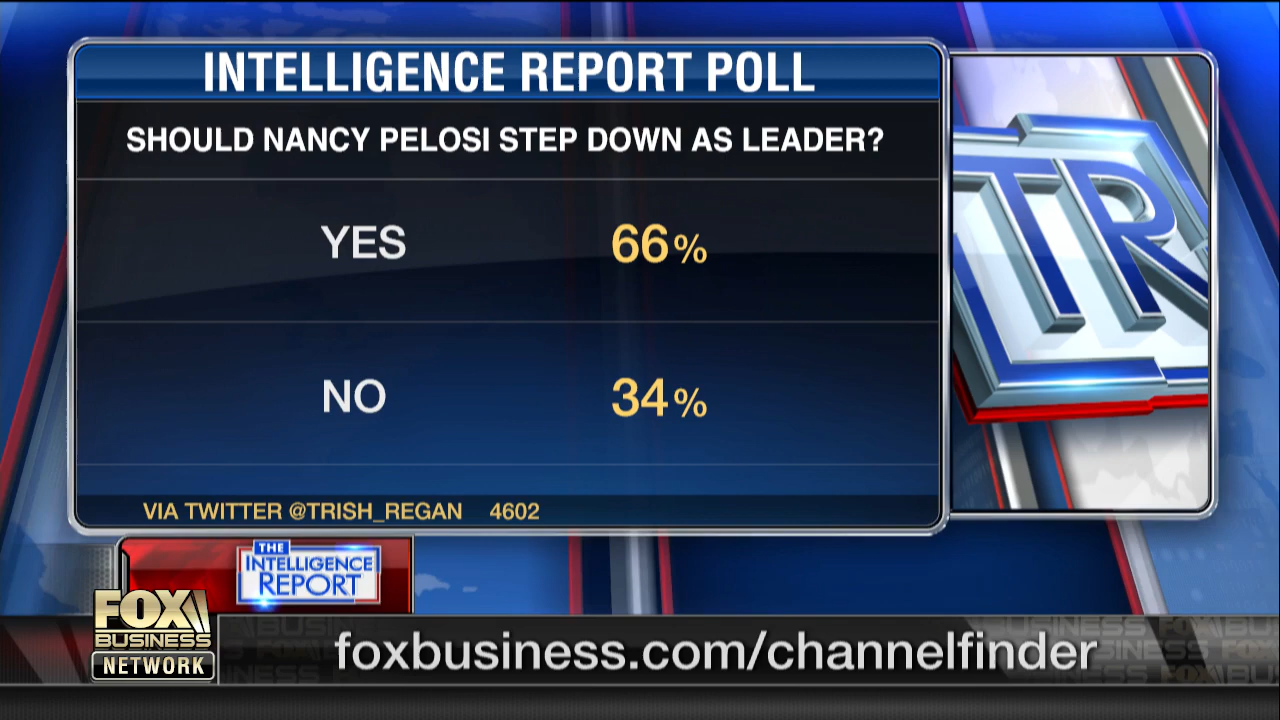 INTELLIGENCE REPORT POLL
SHOULD NANCY PELOSI STEP DOWN AS LEADER?
YES 66%
NO 34%
VIA TWITTER @TRISH_REGAN 4602
TR
THE
INTELLIGENCE
REPORT
FOX
BUSINESS
NETWORK
foxbusiness.com/channelfinder